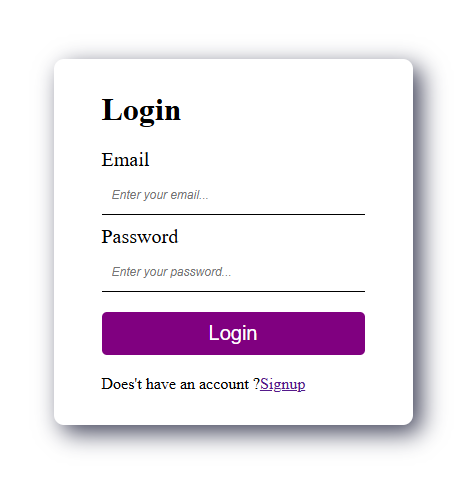 Login
Email
Enter your email...
Password
Enter your password...
Login
Does't have an account ?Signup